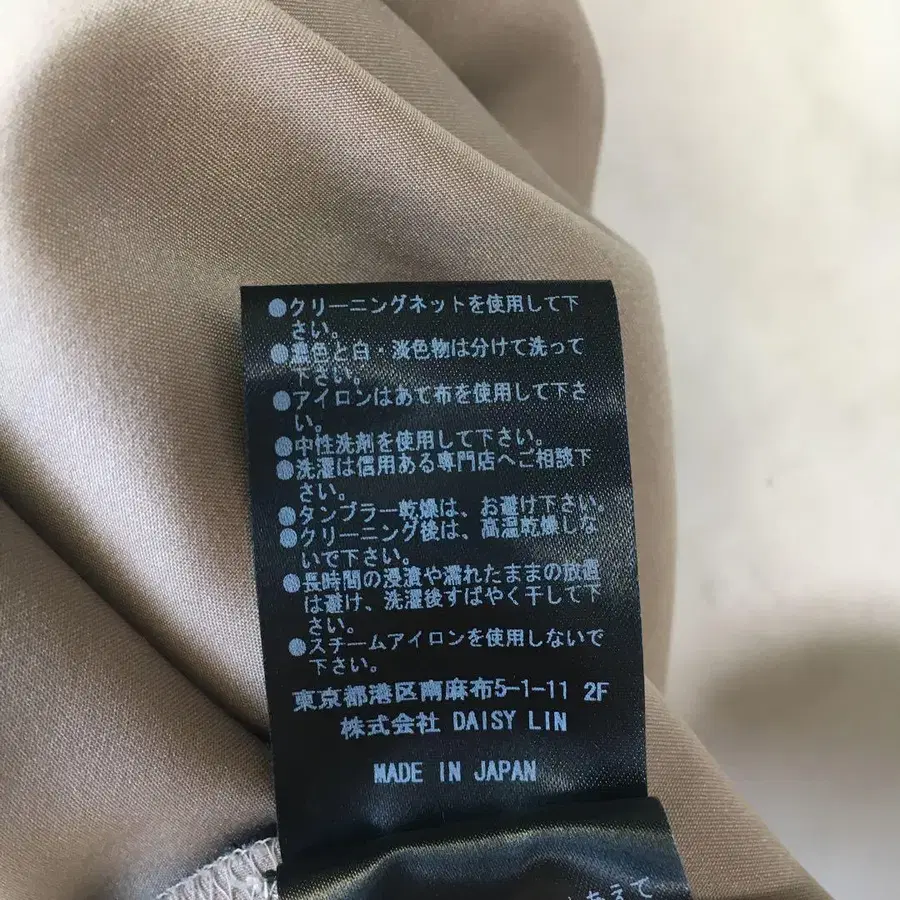 ●クリーニングネットを使用して下
さい。
●濃色と白・淡色物は分けて洗って
下さい。
●アイロンはあて布を使用して下さ
い。
●中性洗剤を使用して下さい。
●洗濯は信用ある専門店へご相談下
さい。
●タンブラー乾燥は、お避け下さい。
●クリーニング後は、高温乾燥しな
いで下さい。
●長時間の浸漬や濡れたままの放置
は避け、洗濯後すばやく干して下
さい。
●スチームアイロンを使用しないで
下さい。
東京都港区南麻布5-1-11 2F
株式会社 DAISY LIN
MADE IN JAPAN